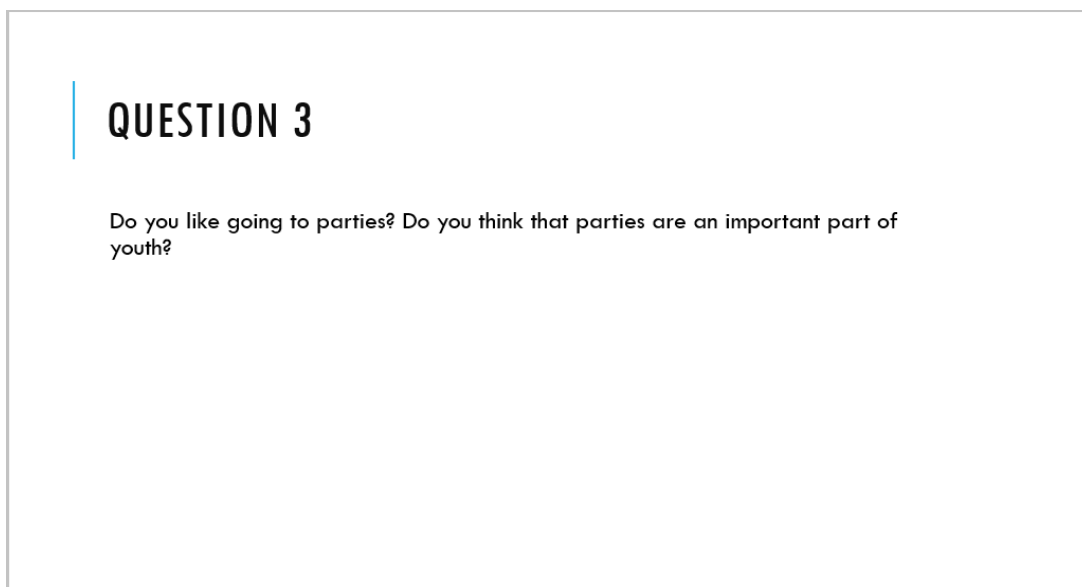 QUESTION 3
Do you like going to parties? Do you think that parties are an important part of
youth?